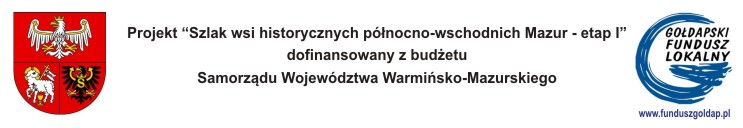 Projekt “Szlak wsi historycznych północno-wschodnich Mazur - etap I”
dofinansowany z budżetu
Samorządu Województwa Warmińsko-Mazurskiego
GOŁDAPSKI
FUNDUSZ
LOKALNY
www.funduszgoldap.pl